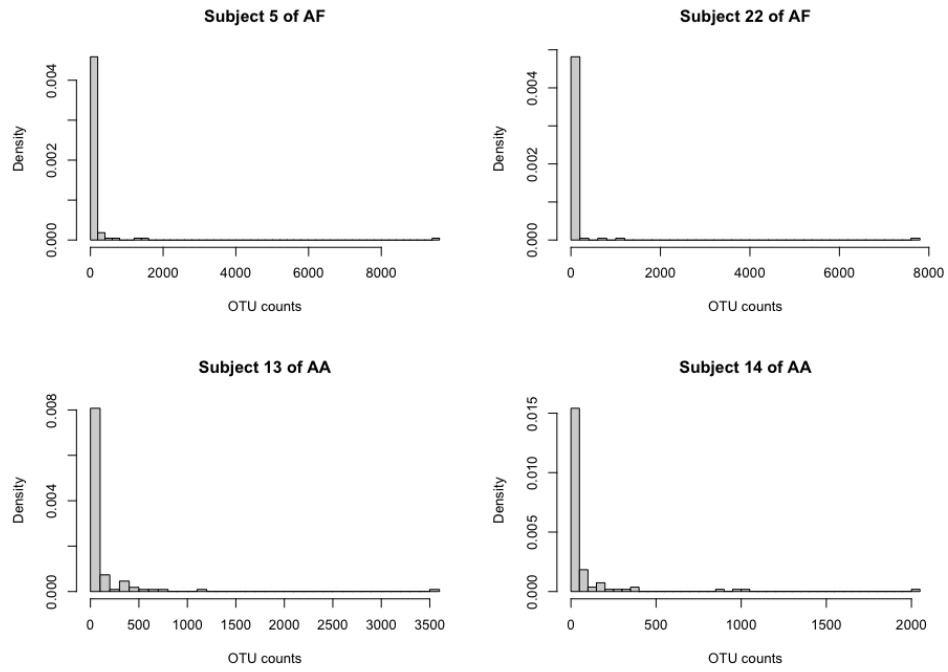 Subject 5 of AF
Density
0.000 0.002 0.004
0 2000 4000 6000 8000
OTU counts
Subject 22 of AF
Density
0.000 0.002 0.004
0 2000 4000 6000 8000
OTU counts
Subject 13 of AA
Density
0.000 0.004 0.008
0 500 1000 1500 2000 2500 3000 3500
OTU counts
Subject 14 of AA
Density
0.000 0.005 0.010 0.015
0 500 1000 1500 2000
OTU counts